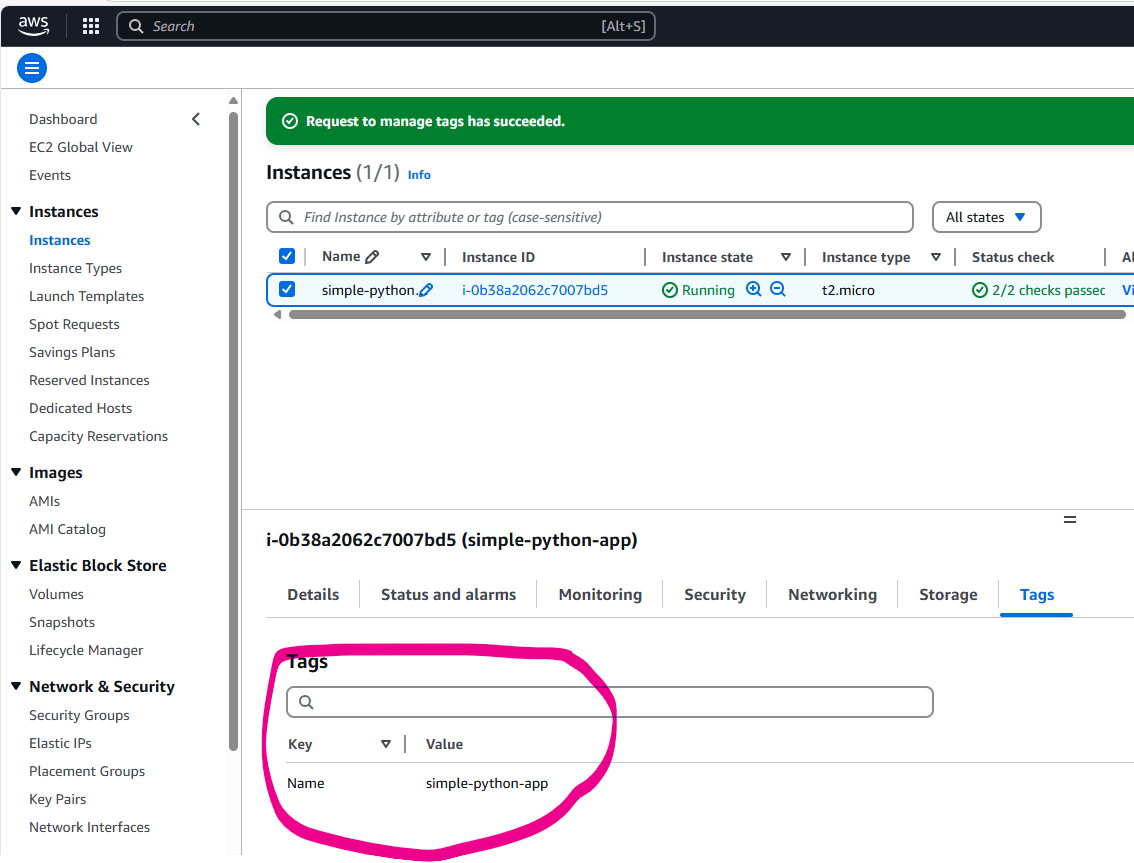 aws
Search [Alt+S]
Dashboard
EC2 Global View
Events
Instances
Instances
Instance Types
Launch Templates
Spot Requests
Savings Plans
Reserved Instances
Dedicated Hosts
Capacity Reservations
Images
AMIs
AMI Catalog
Elastic Block Store
Volumes
Snapshots
Lifecycle Manager
Network & Security
Security Groups
Elastic IPs
Placement Groups
Key Pairs
Network Interfaces
Request to manage tags has succeeded.
Instances (1/1) Info
Find Instance by attribute or tag (case-sensitive) All states
Name Instance ID Instance state Instance type Status check Al
simple-python. i-0b38a2062c7007bd5 Running t2.micro 2/2 checks passec Vi
i-0b38a2062c7007bd5 (simple-python-app)
Details Status and alarms Monitoring Security Networking Storage Tags
Tags
Key Value
Name simple-python-app